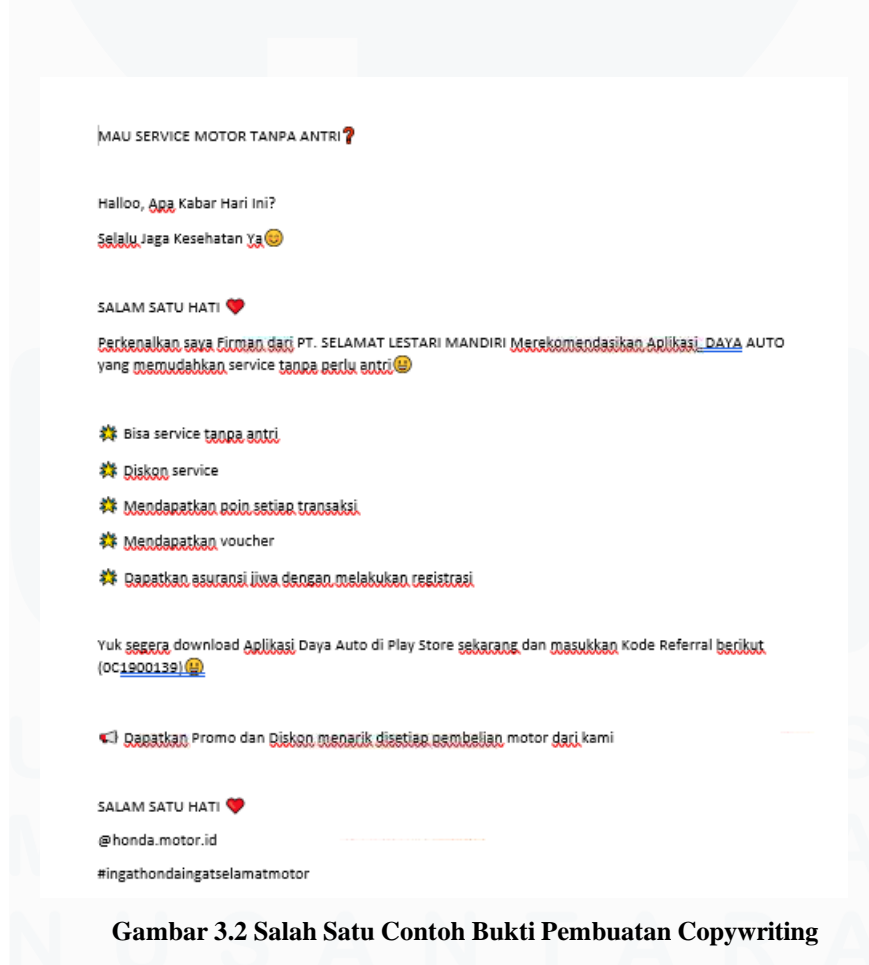 MAU SERVICE MOTOR TANPA ANTRI❓
Halloo, Apa Kabar Hari Ini?
Selalu Jaga Kesehatan Ya😊
SALAM SATU HATI ❤
Perkenalkan saya Firman dari PT. SELAMAT LESTARI MANDIRI Merekomendasikan Aplikasi DAYA AUTO
yang memudahkan service tanpa perlu antri😀
🌟 Bisa service tanpa antri
🌟 Diskon service
🌟 Mendapatkan poin setiap transaksi
🌟 Mendapatkan voucher
🌟 Dapatkan asuransi jiwa dengan melakukan registrasi
Yuk segera download Aplikasi Daya Auto di Play Store sekarang dan masukkan Kode Referral berikut
(0C1900139)😀
📢 Dapatkan Promo dan Diskon menarik disetiap pembelian motor dari kami
SALAM SATU HATI ❤
@honda.motor.id
#ingathondaingatselamatmotor
Gambar 3.2 Salah Satu Contoh Bukti Pembuatan Copywriting
N U S A N T A R A